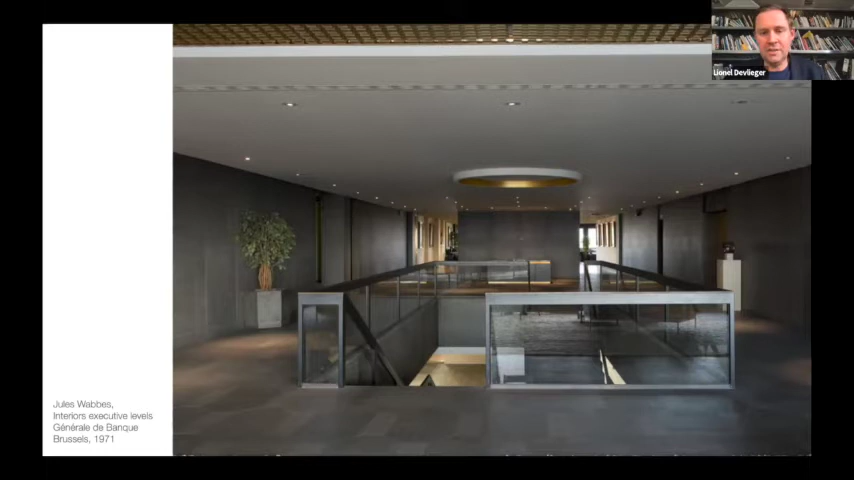 Lionel Devlieger
Jules Wabbes,
Interiors executive levels
Générale de Banque
Brussels, 1971